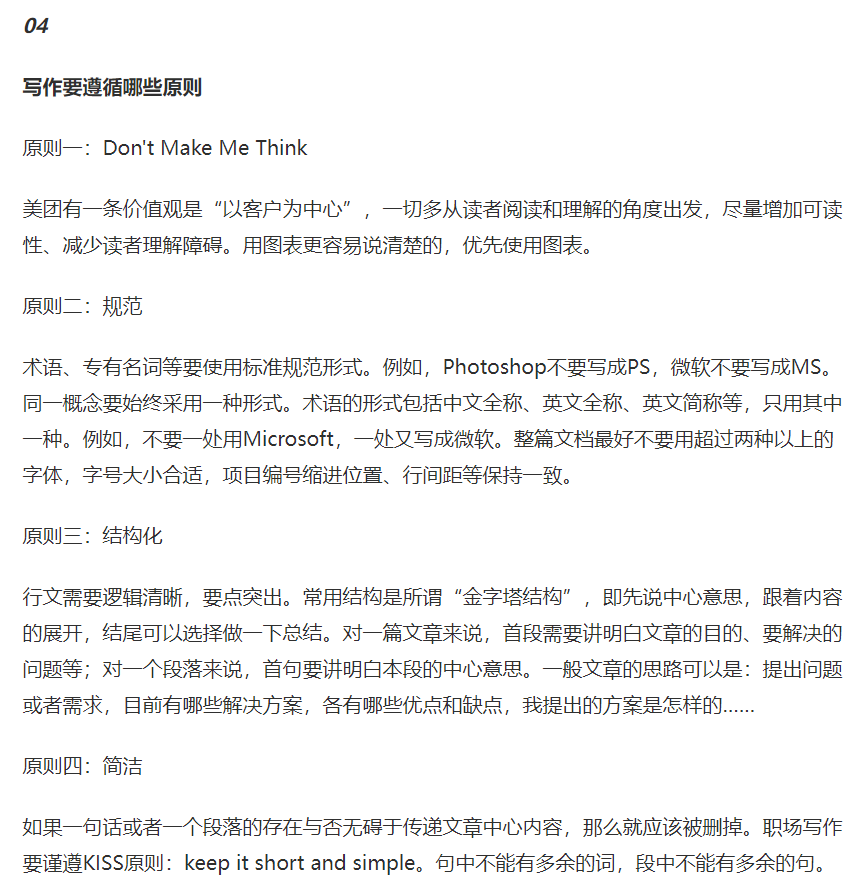 04
写作要遵循哪些原则
原则一：Don't Make Me Think
美团有一条价值观是“以客户为中心”，一切多从读者阅读和理解的角度出发，尽量增加可读
性、减少读者理解障碍。用图表更容易说清楚的，优先使用图表。
原则二：规范
术语、专有名词等要使用标准规范形式。例如，Photoshop不要写成PS，微软不要写成MS。
同一概念要始终采用一种形式。术语的形式包括中文全称、英文全称、英文简称等，只用其中
一种。例如，不要一处用Microsoft，一处又写成微软。整篇文档最好不要用超过两种以上的
字体，字号大小合适，项目编号缩进位置、行间距等保持一致。
原则三：结构化
行文需要逻辑清晰，要点突出。常用结构是所谓“金字塔结构”，即先说中心意思，跟着内容
的展开，结尾可以选择做一下总结。对一篇文章来说，首段需要讲明白文章的目的、要解决的
问题等；对一个段落来说，首句要讲明白本段的中心意思。一般文章的思路可以是：提出问题
或者需求，目前有哪些解决方案，各有哪些优点和缺点，我提出的方案是怎样的……
原则四：简洁
如果一句话或者一个段落的存在与否无碍于传递文章中心内容，那么就应该被删掉。职场写作
要谨遵KISS原则：keep it short and simple。句中不能有多余的词，段中不能有多余的句。